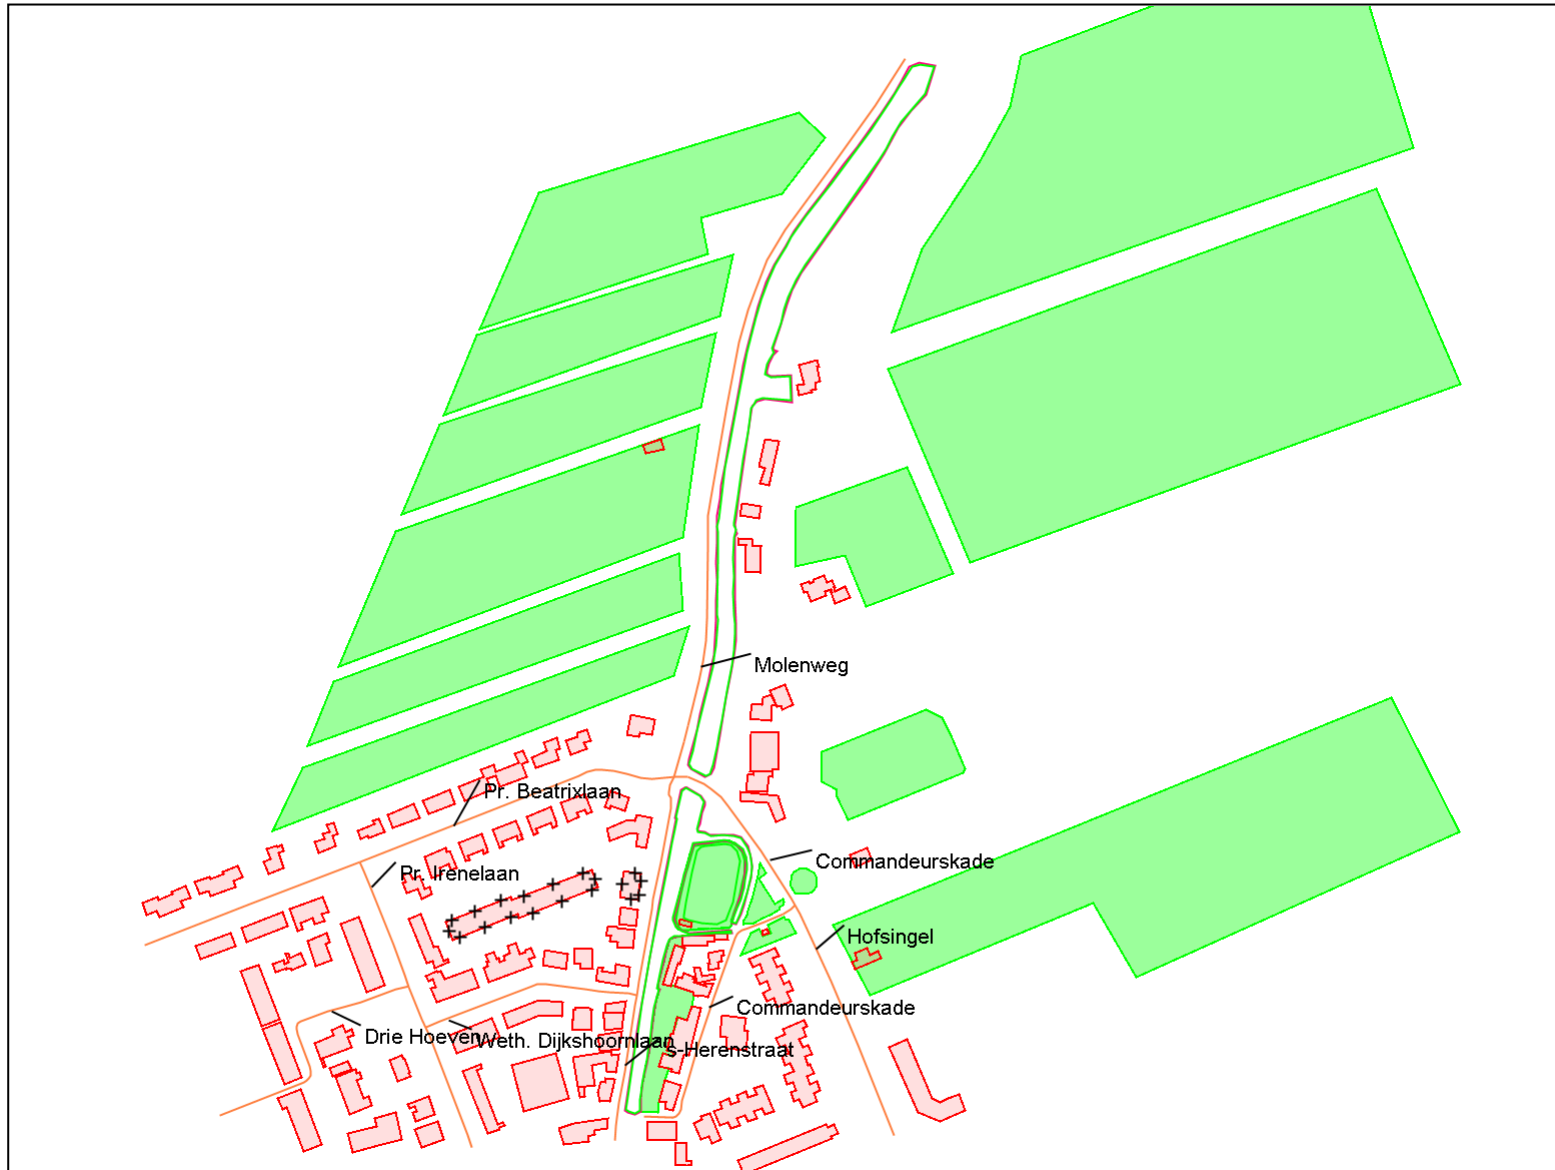 Molenweg
Pr. Beatrixlaan
Commandeurskade
Pr. Irenelaan
Hofsingel
Commandeurskade
Drie Hoeven
Weth. Dijkshoornlaan
's-Herenstraat